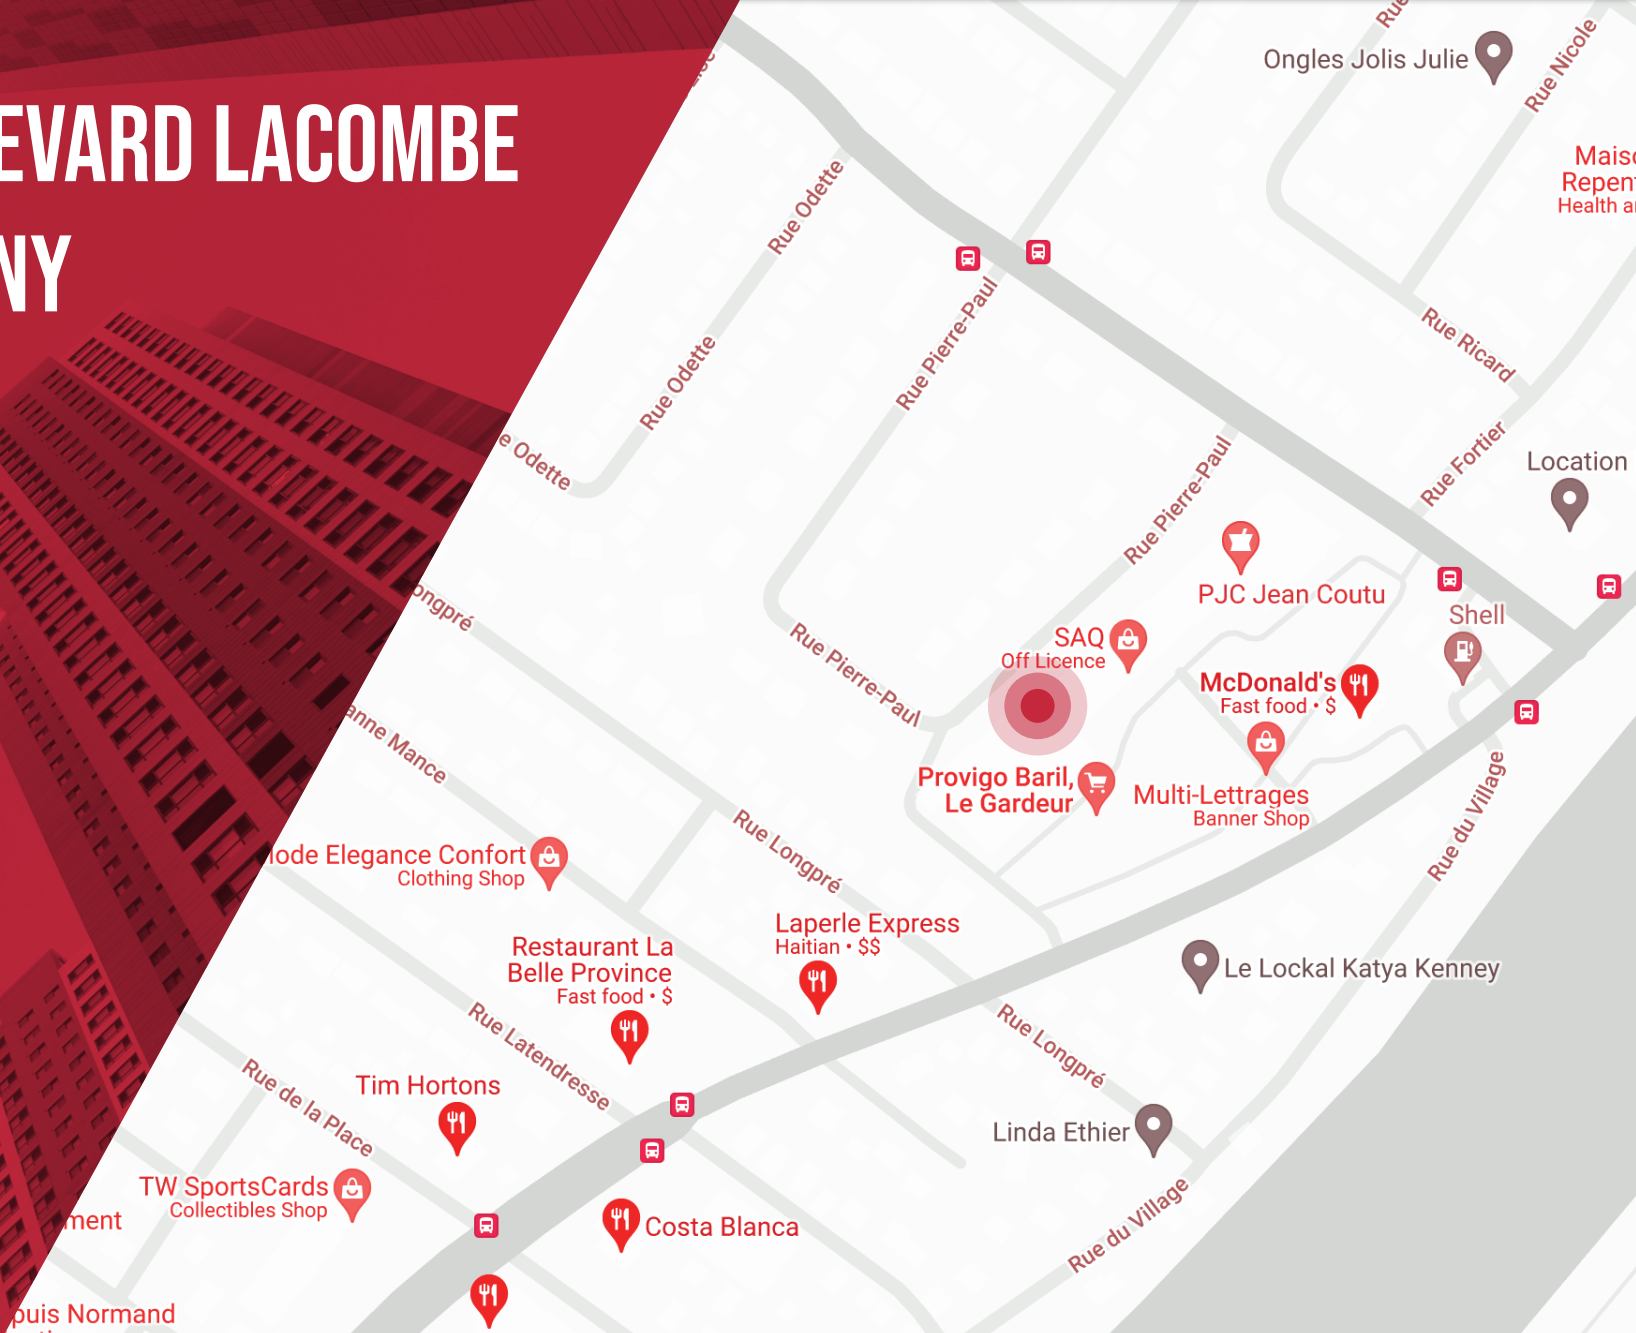 EVARD LACOMBE
NY
Rue
Ongles Jolis Julie
Rue Nicole
Rue Odette
Rue Pierre-Paul
Rue Ricard
Rue Odette
e Odette
Rue Fortier
Location
Rue Pierre-Paul
PJC Jean Coutu
Shell
SAQ
Off Licence
McDonald's
Fast food • $
Rue Pierre-Paul
ongpré
anne Mance
Provigo Baril,
Le Gardeur
Multi-Lettrages
Banner Shop
Rue du Village
Rue Longpré
lode Elegance Confort
Clothing Shop
Laperle Express
Haitian • $$
Restaurant La
Belle Province
Fast food • $
Le Lockal Katya Kenney
Rue Latendresse
Rue Longpré
Rue de la Place
Tim Hortons
Linda Ethier
TW SportsCards
Collectibles Shop
ment
Costa Blanca
Rue du Village
puis Normand
Maiso
Repent
Health a